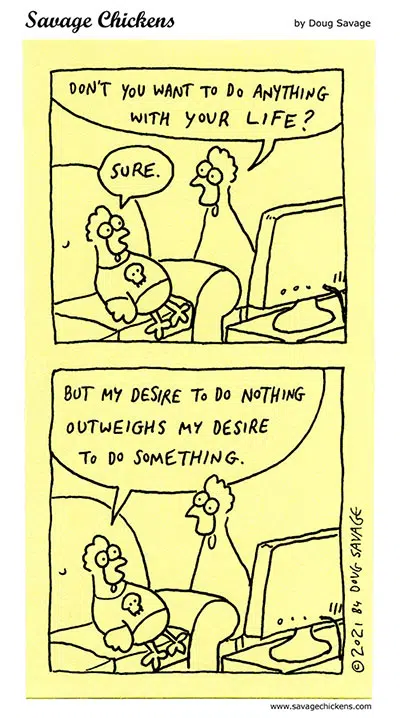 Savage Chickens
by Doug Savage
DON'T YOU WANT TO DO ANYTHING
WITH YOUR LIFE?
SURE.
BUT MY DESIRE TO DO NOTHING
OUTWEIGHS MY DESIRE
TO DO SOMETHING.
© 2021 BY DOUG SAVAGE
www.savagechickens.com